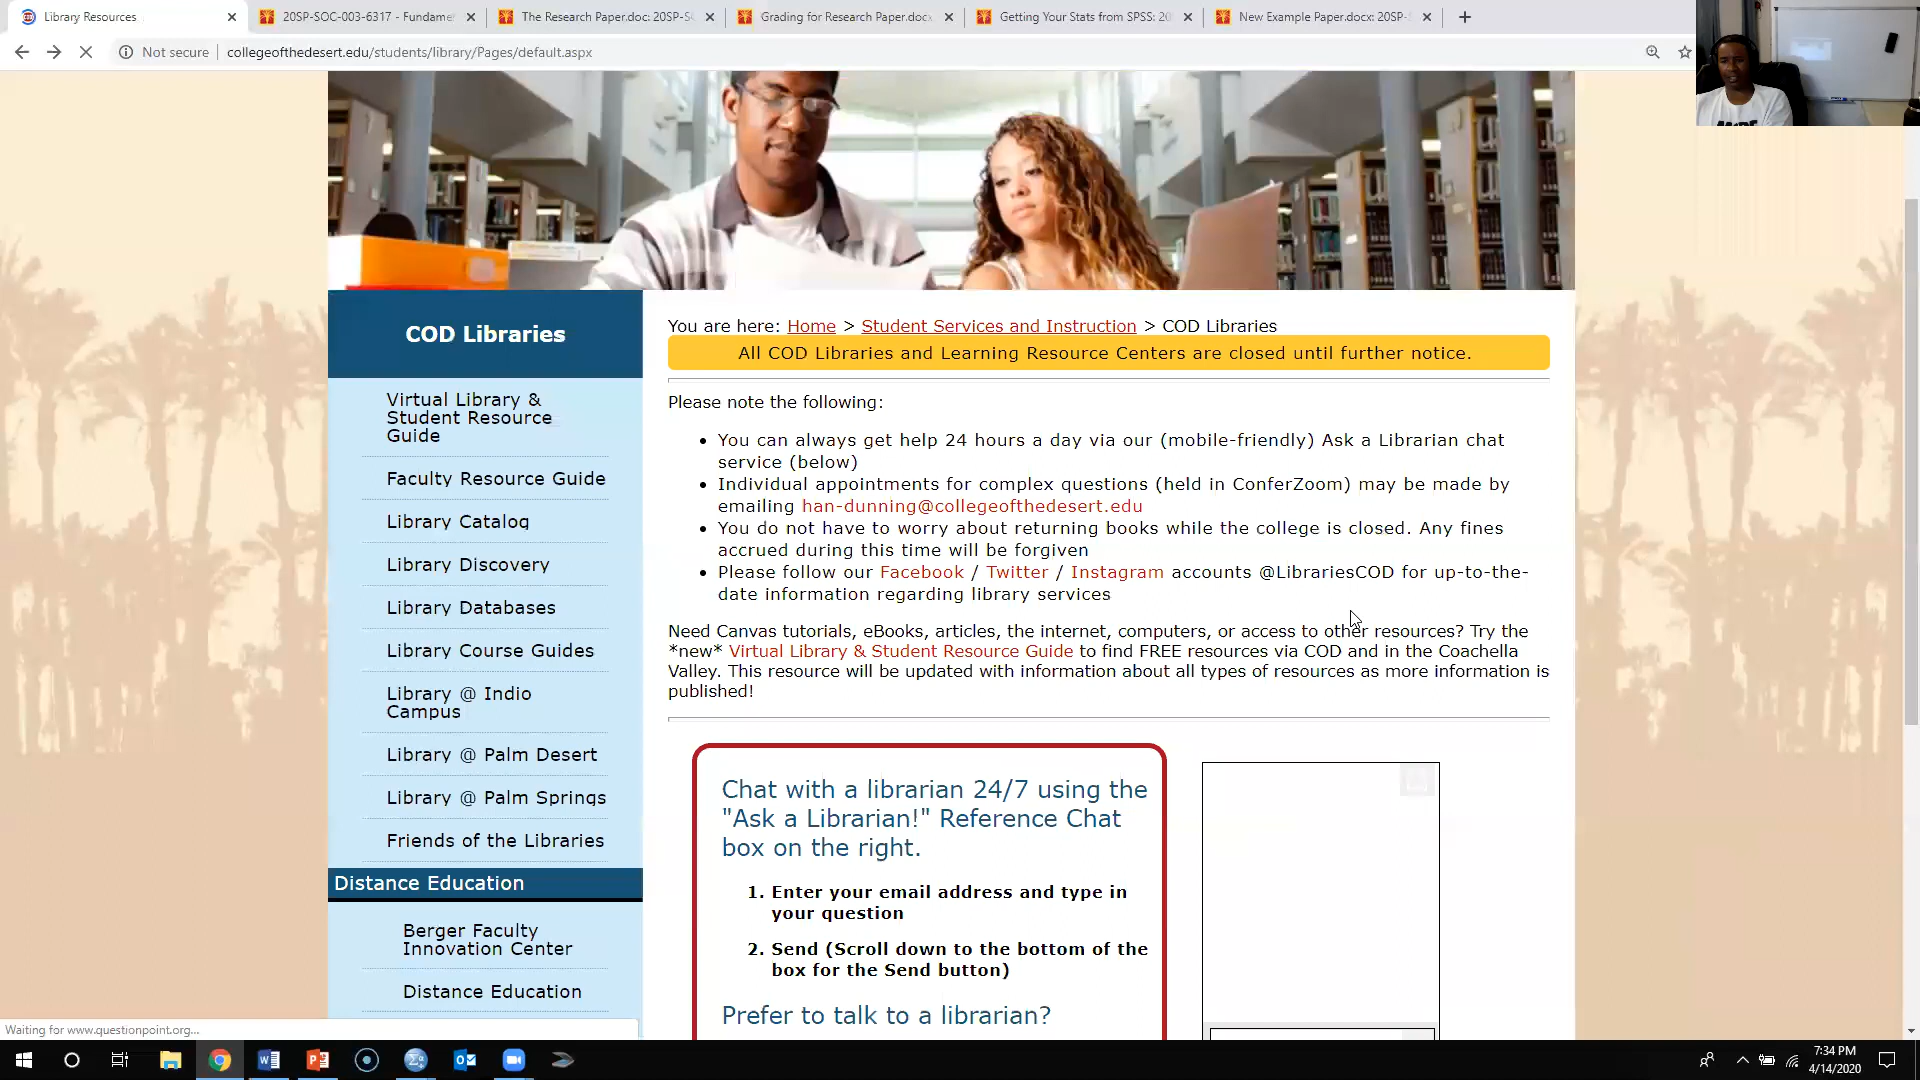 Library Resources
20SP-SOC-003-6317 - Fundame
The Research Paper.doc: 20SP-S
Grading for Research Paper.docx
Getting Your Stats from SPSS: 20
New Example Paper.docx: 20SP-
Not secure
collegeofthedesert.edu/students/library/Pages/default.aspx
COD Libraries
Virtual Library &
Student Resource
Guide
Faculty Resource Guide
Library Catalog
Library Discovery
Library Databases
Library Course Guides
Library @ Indio
Campus
Library @ Palm Desert
Library @ Palm Springs
Friends of the Libraries
Distance Education
Berger Faculty
Innovation Center
Distance Education
You are here: Home > Student Services and Instruction > COD Libraries
All COD Libraries and Learning Resource Centers are closed until further notice.
Please note the following:
• You can always get help 24 hours a day via our (mobile-friendly) Ask a Librarian chat
service (below)
• Individual appointments for complex questions (held in ConferZoom) may be made by
emailing han-dunning@collegeofthedesert.edu
• You do not have to worry about returning books while the college is closed. Any fines
accrued during this time will be forgiven
• Please follow our Facebook / Twitter / Instagram accounts @LibrariesCOD for up-to-the-
date information regarding library services
Need Canvas tutorials, eBooks, articles, the internet, computers, or access to other resources? Try the
*new* Virtual Library & Student Resource Guide to find FREE resources via COD and in the Coachella
Valley. This resource will be updated with information about all types of resources as more information is
published!
Chat with a librarian 24/7 using the
"Ask a Librarian!" Reference Chat
box on the right.
1. Enter your email address and type in
your question
2. Send (Scroll down to the bottom of the
box for the Send button)
Prefer to talk to a librarian?
Waiting for www.questionpoint.org...
7:34 PM
4/14/2020